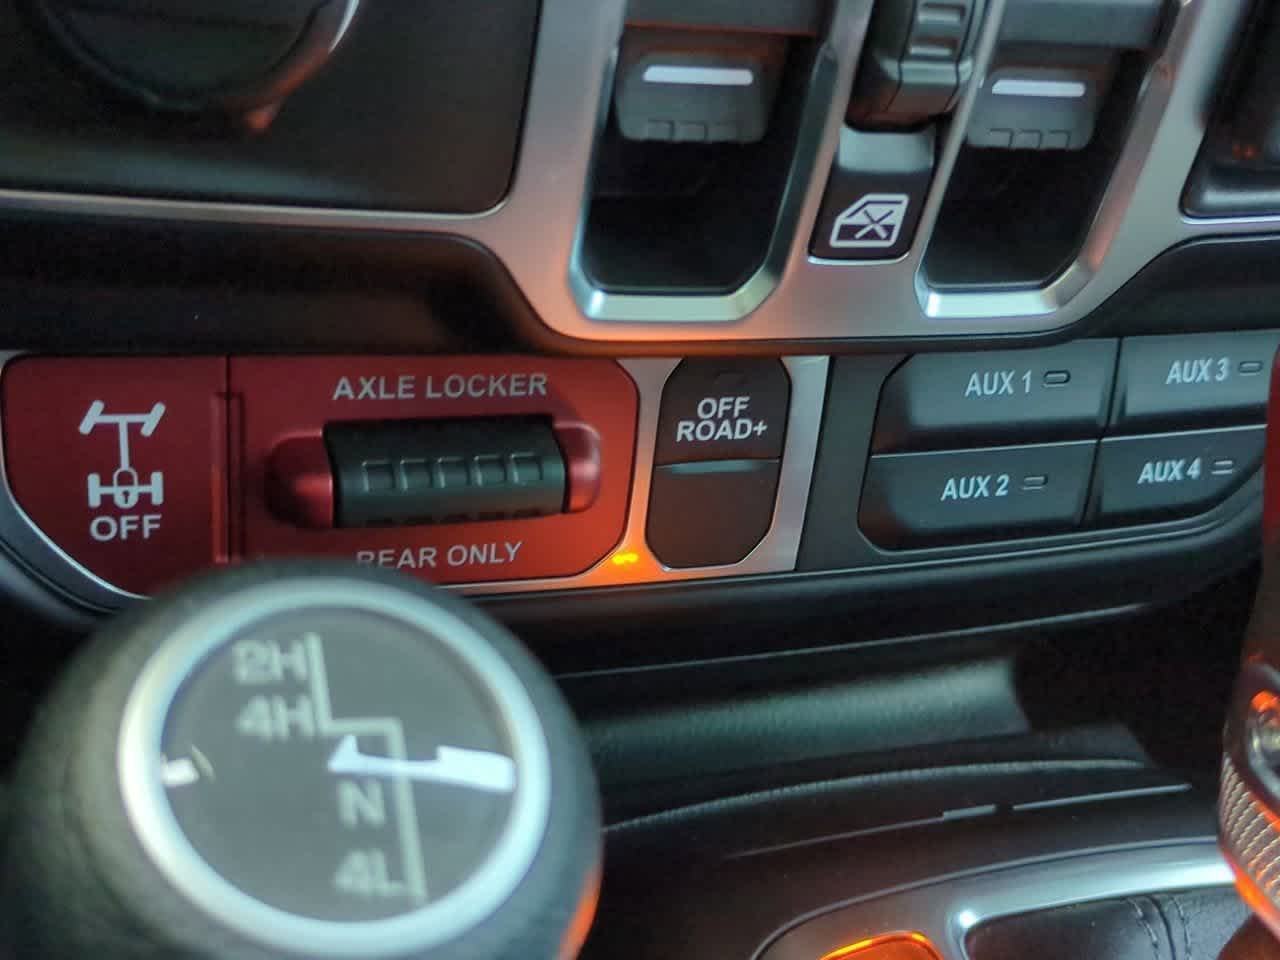 AXLE LOCKER
OFF
REAR ONLY
OFF
ROAD+
AUX 1
AUX 3
AUX 2
AUX 4
2H
4H
N
4L